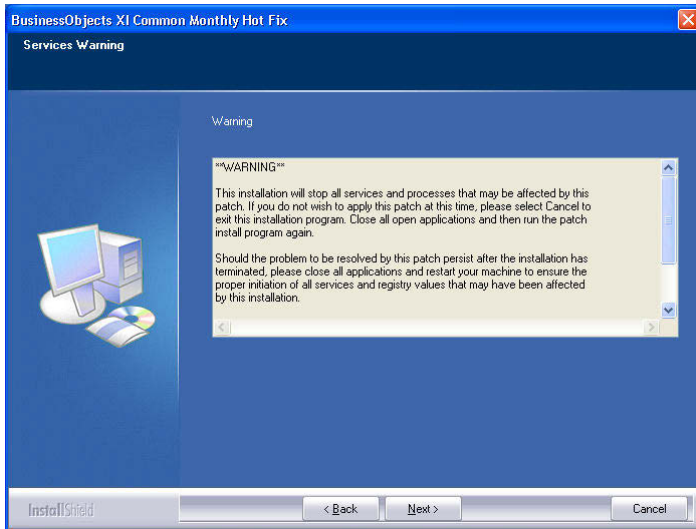 BusinessObjects XI Common Monthly Hot Fix
Services Warning
Warning
**WARNING**
This installation will stop all services and processes that may be affected by this
patch. If you do not wish to apply this patch at this time, please select Cancel to
exit this installation program. Close all open applications and then run the patch
install program again.
Should the problem to be resolved by this patch persist after the installation has
terminated, please close all applications and restart your machine to ensure the
proper initiation of all services and registry values that may have been affected
by this installation.
InstallShield
< Back
Next >
Cancel